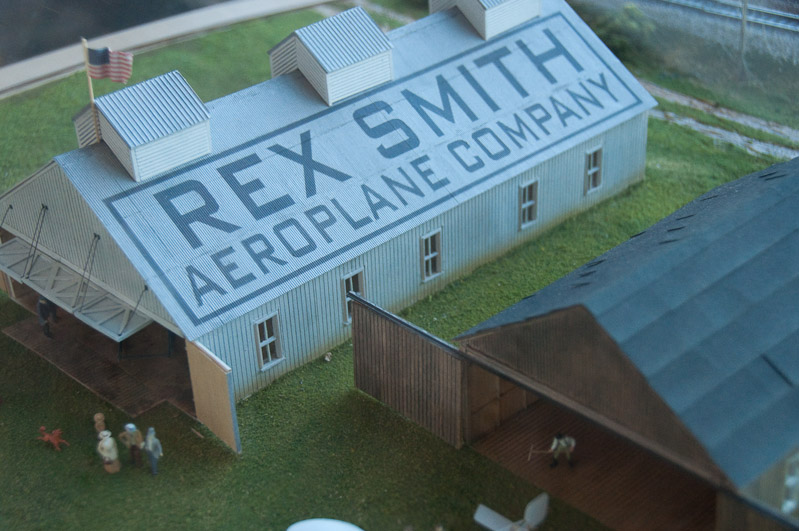 REX SMITH
AEROPLANE COMPANY